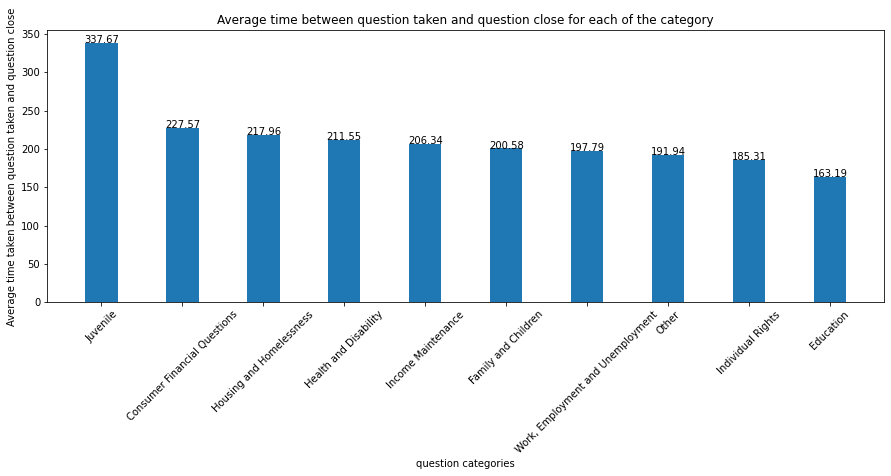 Average time between question taken and question close for each of the category
Average time taken between question taken and question close
350
300
250
200
150
100
50
0
337.67
227.57
217.96
211.55
206.34
200.58
197.79
191.94
185.31
163.19
Juvenile
Consumer Financial Questions
Housing and Homelessness
Health and Disability
Income Maintenance
Family and Children
Work, Employment and Unemployment
Other
Individual Rights
Education
question categories